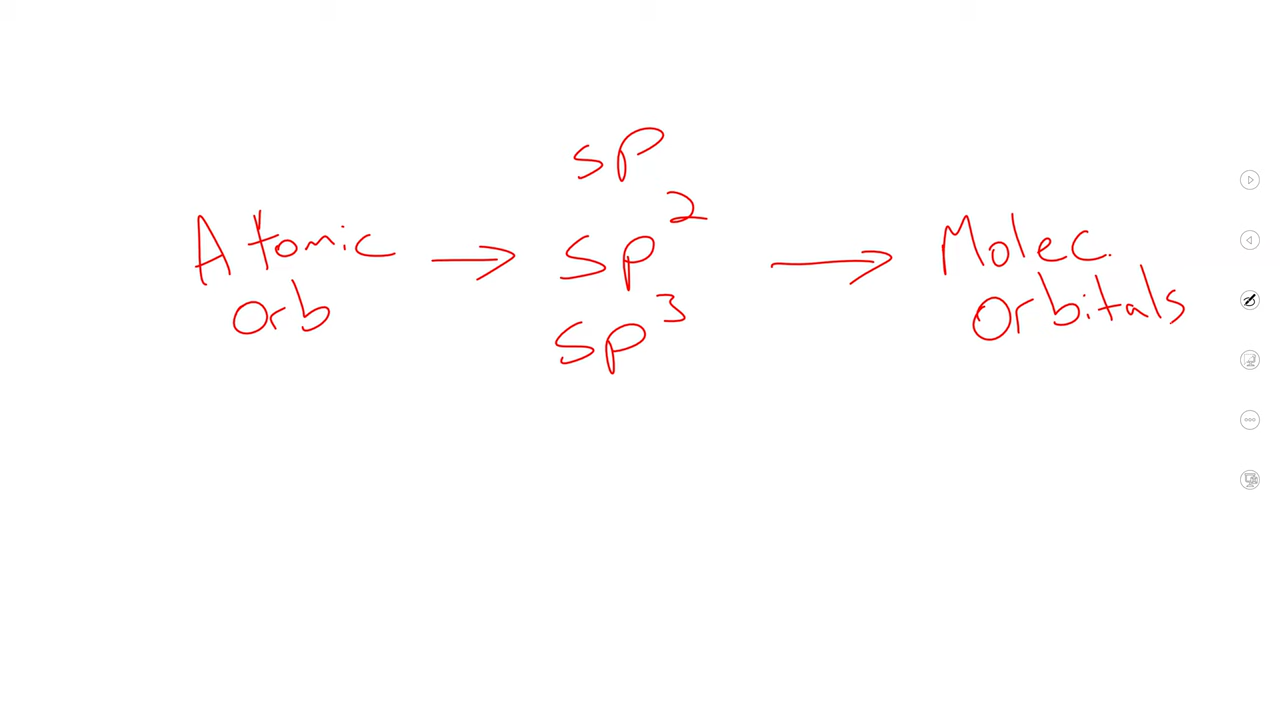 sp
Atomic → sp² → Molec.
Orb sp³ Orbitals